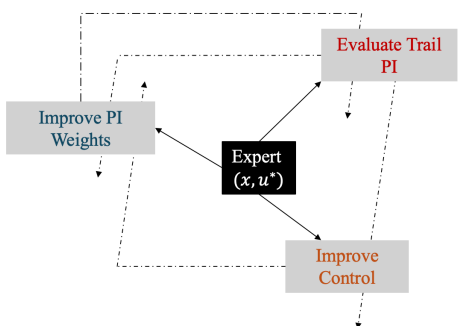 Evaluate Trail
PI
Improve PI
Weights
Expert
(x, u*)
Improve
Control